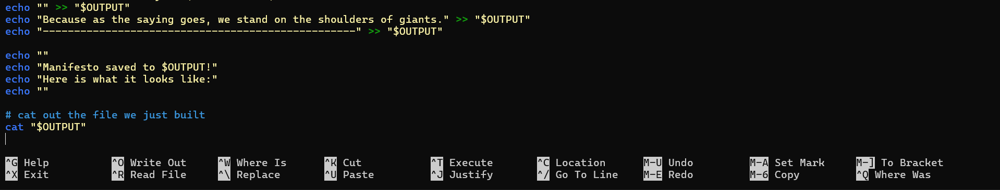 echo "" >> "$OUTPUT"
echo "Because as the saying goes, we stand on the shoulders of giants." >> "$OUTPUT"
echo "--------------------------------------------------" >> "$OUTPUT"
echo ""
echo "Manifesto saved to $OUTPUT!"
echo "Here is what it looks like:"
echo ""
# cat out the file we just built
cat "$OUTPUT"
^G Help ^O Write Out ^W Where Is ^K Cut ^T Execute ^C Location M-U Undo M-A Set Mark M-] To Bracket
^X Exit ^R Read File ^\ Replace ^U Paste ^J Justify ^/ Go To Line M-E Redo M-6 Copy ^Q Where Was